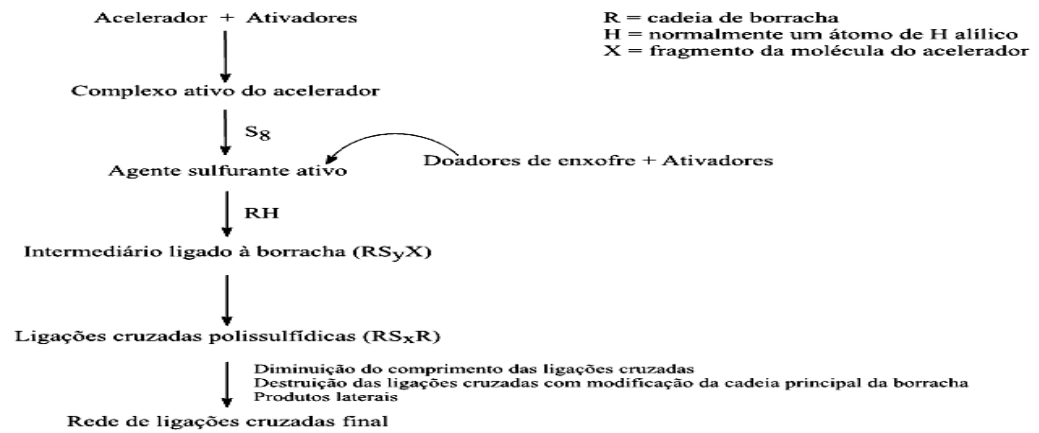 Acelerador + Ativadores
R = cadeia de borracha
H = normalmente um átomo de H alílico
X = fragmento da molécula do acelerador
Complexo ativo do acelerador
S8
Doadores de enxofre + Ativadores
Agente sulfurante ativo
RH
Intermediário ligado à borracha (RSyX)
Ligações cruzadas polissulfídicas (RSxR)
Diminuição do comprimento das ligações cruzadas
Destruição das ligações cruzadas com modificação da cadeia principal da borracha
Produtos laterais
Rede de ligações cruzadas final